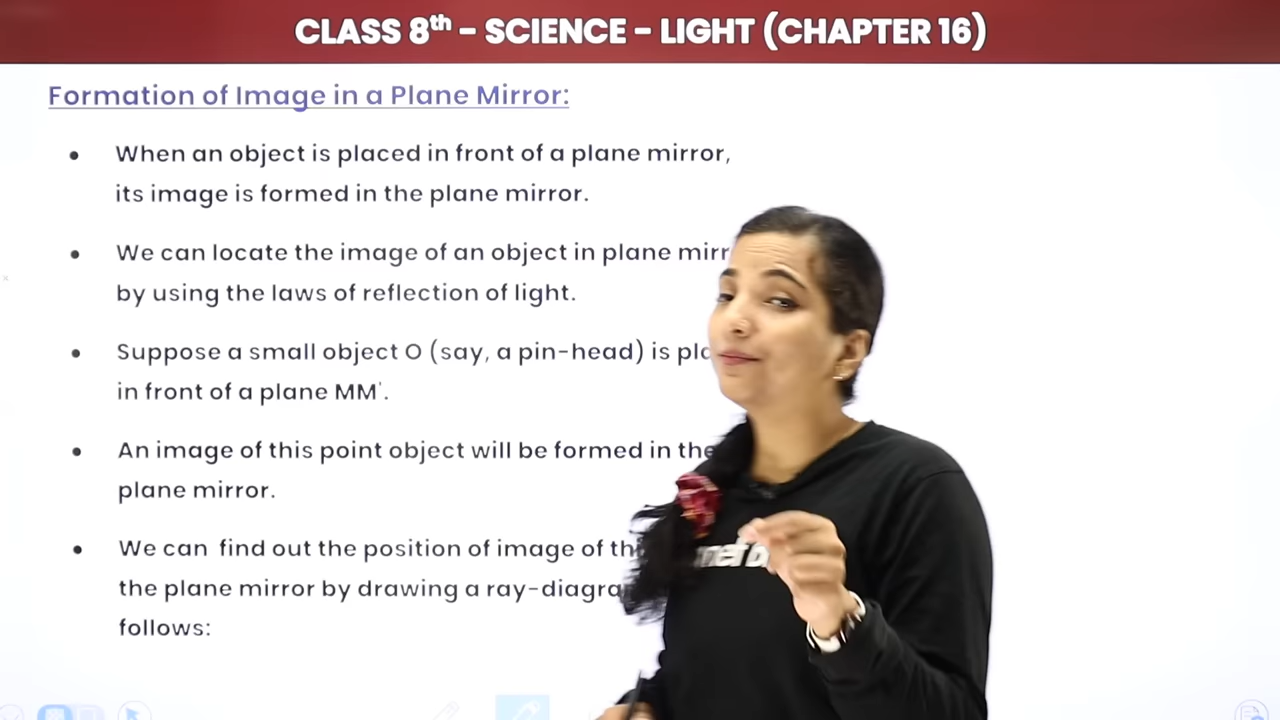 CLASS 8th – SCIENCE – LIGHT (CHAPTER 16)
Formation of Image in a Plane Mirror:
• When an object is placed in front of a plane mirror,
its image is formed in the plane mirror.
• We can locate the image of an object in plane
by using the laws of reflection of light.
• Suppose a small object O (say, a pin-head) is
in front of a plane MM'.
• An image of this point object will be formed in the
plane mirror.
• We can find out the position of image of
the plane mirror by drawing a
follows: